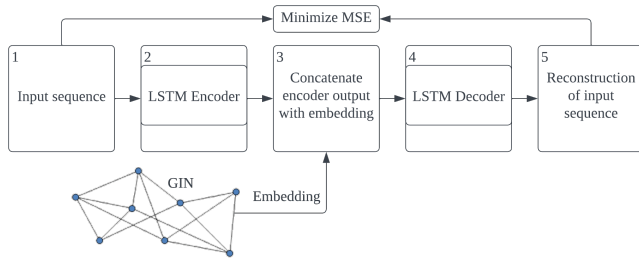 Minimize MSE
1
Input sequence
2
LSTM Encoder
3
Concatenate
encoder output
with embedding
4
LSTM Decoder
5
Reconstruction
of input
sequence
GIN
Embedding